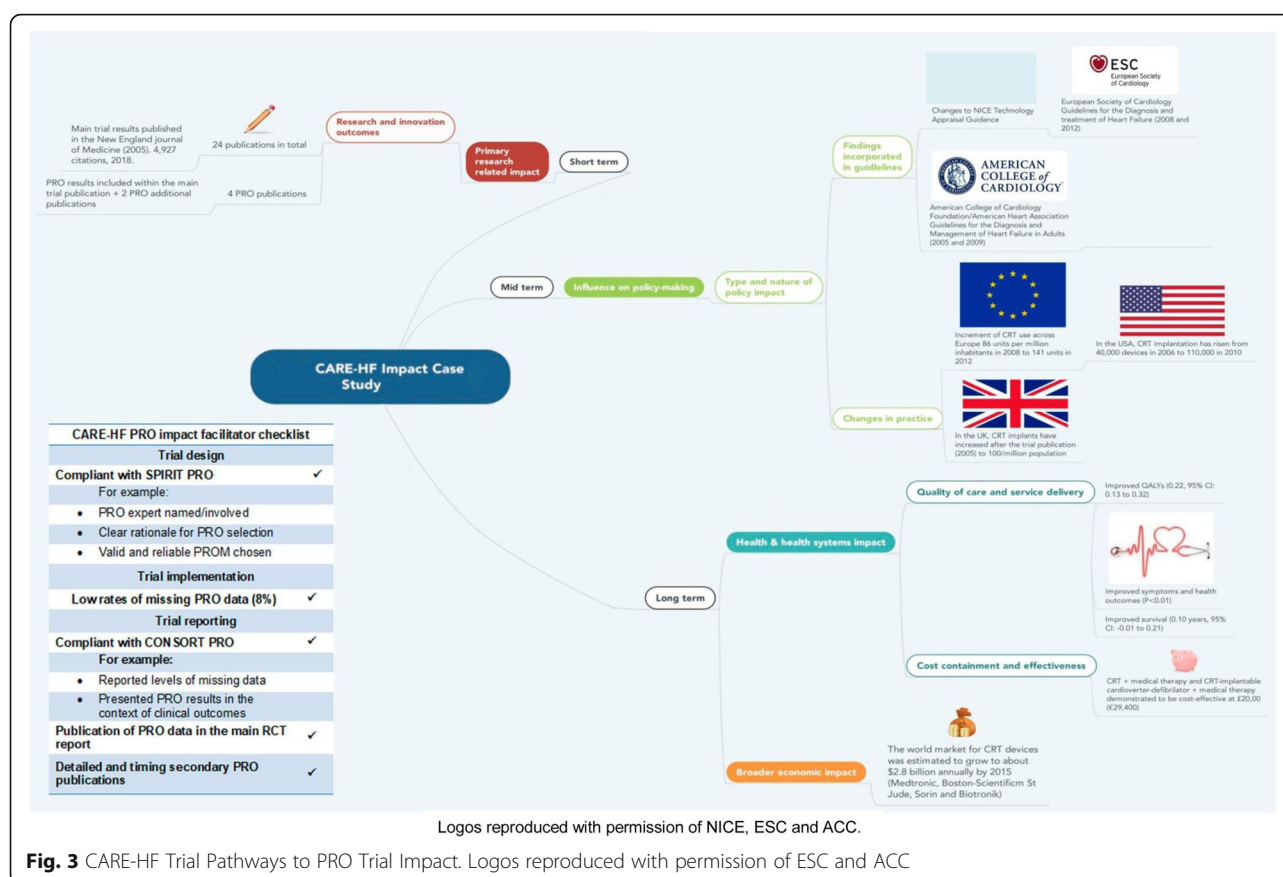 Main trial results published
in the New England journal
of Medicine (2005). 4,927
citations, 2018.
24 publications in total
PRO results included within the main
trial publication + 2 PRO additional
publications
4 PRO publications
Research and innovation
outcomes
Primary
research
related impact
Short term
Mid term
Influence on policy-making
Type and nature of
policy impact
Findings
incorporated
in guidlelines
Changes to NICE Technology
Appraisal Guidance
ESC
European Society
of Cardiology
European Society of Cardiology
Guidelines for the Diagnosis and
treatment of Heart Failure (2008 and
2012)
AMERICAN
COLLEGE of
CARDIOLOGY
American College of Cardiology
Foundation/American Heart Association
Guidelines for the Diagnosis and
Management of Heart Failure in Adults
(2005 and 2009)
Increment of CRT use across
Europe 86 units per million
inhabitants in 2008 to 141 units in
2012
In the USA, CRT implantation has risen from
40,000 devices in 2006 to 110,000 in 2010
Changes in practice
In the UK, CRT implants have
increased after the trial publication
(2005) to 100/million population
CARE-HF Impact Case
Study
CARE-HF PRO impact facilitator checklist
Trial design
Compliant with SPIRIT PRO ✓
For example:
• PRO expert named/involved
• Clear rationale for PRO selection
• Valid and reliable PROM chosen
Trial implementation
Low rates of missing PRO data (8%) ✓
Trial reporting
Compliant with CONSORT PRO ✓
For example:
• Reported levels of missing data
• Presented PRO results in the
context of clinical outcomes
Publication of PRO data in the main RCT ✓
report
Detailed and timing secondary PRO ✓
publications
Long term
Health & health systems impact
Quality of care and service delivery
Improved QALYs (0.22, 95% CI:
0.13 to 0.32)
Improved symptoms and health
outcomes (P<0.01)
Improved survival (0.10 years, 95%
CI: -0.01 to 0.21)
Cost containment and effectiveness
CRT + medical therapy and CRT-implantable
cardioverter-defibrilator + medical therapy
demonstrated to be cost-effective at £20,00
(€29,400)
Broader economic impact
The world market for CRT devices
was estimated to grow to about
$2.8 billion annually by 2015
(Medtronic, Boston-Scientificm St
Jude, Sorin and Biotronik)
Logos reproduced with permission of NICE, ESC and ACC.
Fig. 3 CARE-HF Trial Pathways to PRO Trial Impact. Logos reproduced with permission of ESC and ACC